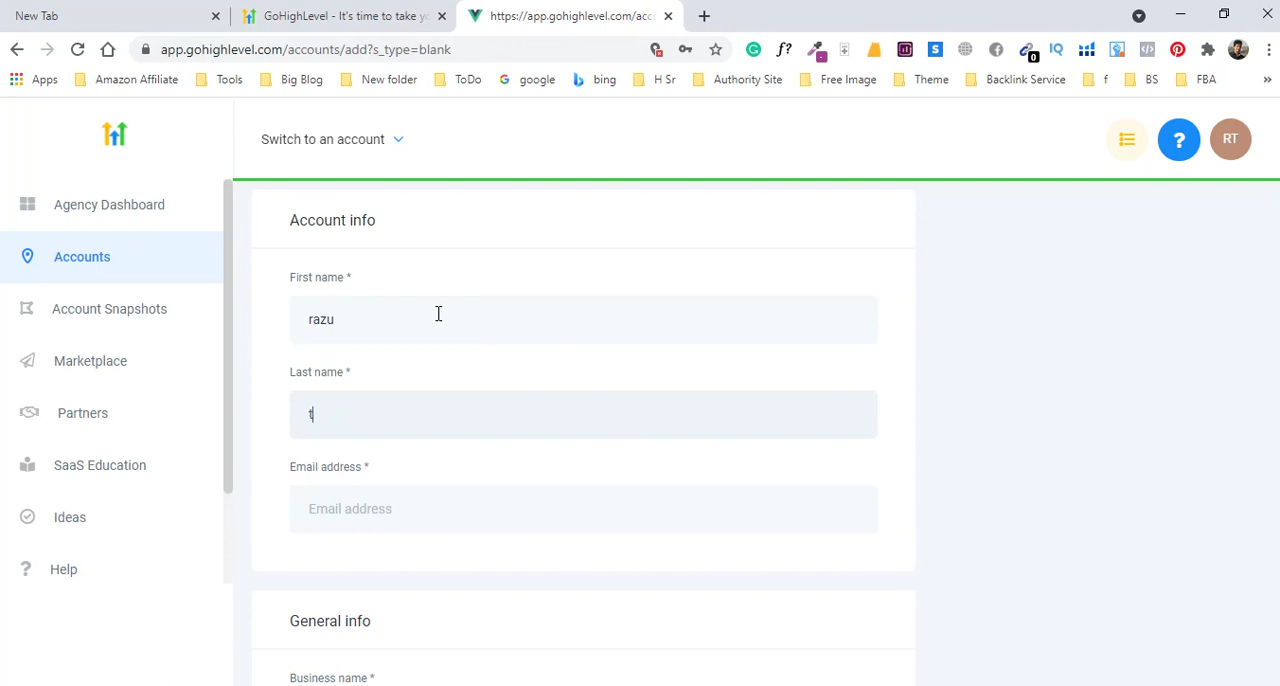 New Tab
GoHighLevel - It's time to take yo
https://app.gohighlevel.com/acco
app.gohighlevel.com/accounts/add?s_type=blank
f?
S
IQ
0
Apps
Amazon Affiliate
Tools
Big Blog
New folder
ToDo
google
bing
H Sr
Authority Site
Free Image
Theme
Backlink Service
f
BS
FBA
»
Switch to an account
?
RT
Agency Dashboard
Accounts
Account Snapshots
Marketplace
Partners
SaaS Education
Ideas
? Help
Account info
First name *
razu
Last name *
t
Email address *
Email address
General info
Business name *